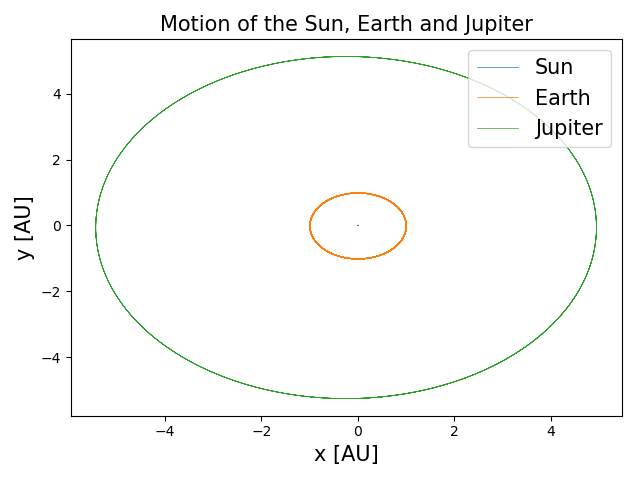 Motion of the Sun, Earth and Jupiter
Sun
Earth
Jupiter
y [AU]
4
2
0
−2
−4
−4
−2
0
2
4
x [AU]